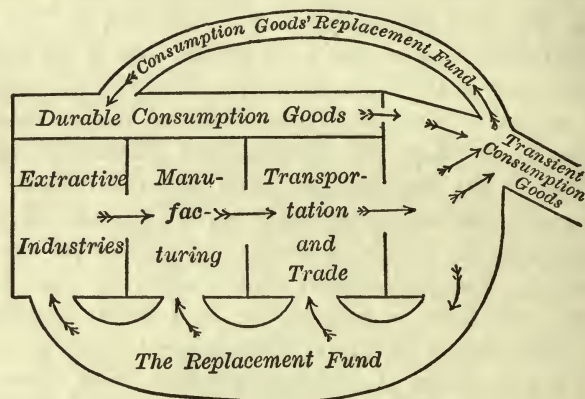 Consumption Goods' Replacement Fund
Durable Consumption Goods
Transient
Consumption
Goods
Extractive
Industries
Manu-
fac-
turing
Transpor-
tation
and
Trade
The Replacement Fund